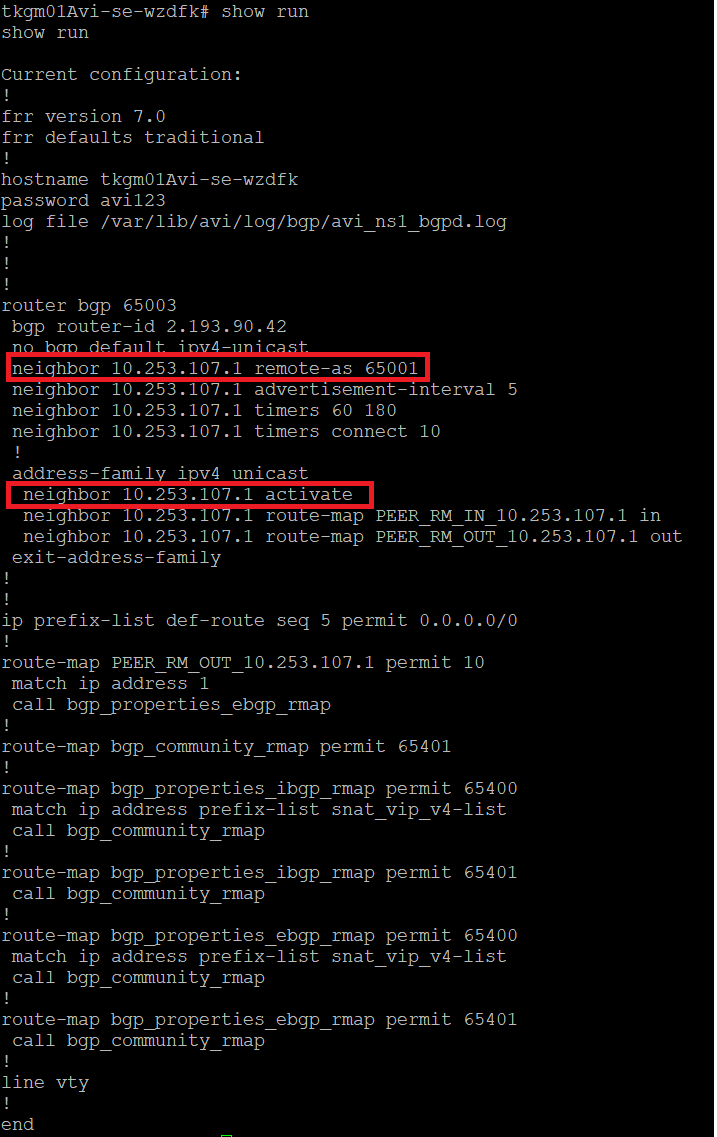 tkgm01Avi-se-wzdfk# show run
show run

Current configuration:
!
frr version 7.0
frr defaults traditional
!
hostname tkgm01Avi-se-wzdfk
password avi123
log file /var/lib/avi/log/bgp/avi_ns1_bgpd.log
!
!
!
router bgp 65003
 bgp router-id 2.193.90.42
 no bgp default ipv4-unicast
 neighbor 10.253.107.1 remote-as 65001
 neighbor 10.253.107.1 advertisement-interval 5
 neighbor 10.253.107.1 timers 60 180
 neighbor 10.253.107.1 timers connect 10
 !
 address-family ipv4 unicast
  neighbor 10.253.107.1 activate
  neighbor 10.253.107.1 route-map PEER_RM_IN_10.253.107.1 in
  neighbor 10.253.107.1 route-map PEER_RM_OUT_10.253.107.1 out
 exit-address-family
!
!
ip prefix-list def-route seq 5 permit 0.0.0.0/0
!
route-map PEER_RM_OUT_10.253.107.1 permit 10
 match ip address 1
 call bgp_properties_ebgp_rmap
!
route-map bgp_community_rmap permit 65401
!
route-map bgp_properties_ibgp_rmap permit 65400
 match ip address prefix-list snat_vip_v4-list
 call bgp_community_rmap
!
route-map bgp_properties_ibgp_rmap permit 65401
 call bgp_community_rmap
!
route-map bgp_properties_ebgp_rmap permit 65400
 match ip address prefix-list snat_vip_v4-list
 call bgp_community_rmap
!
route-map bgp_properties_ebgp_rmap permit 65401
 call bgp_community_rmap
!
line vty
!
end